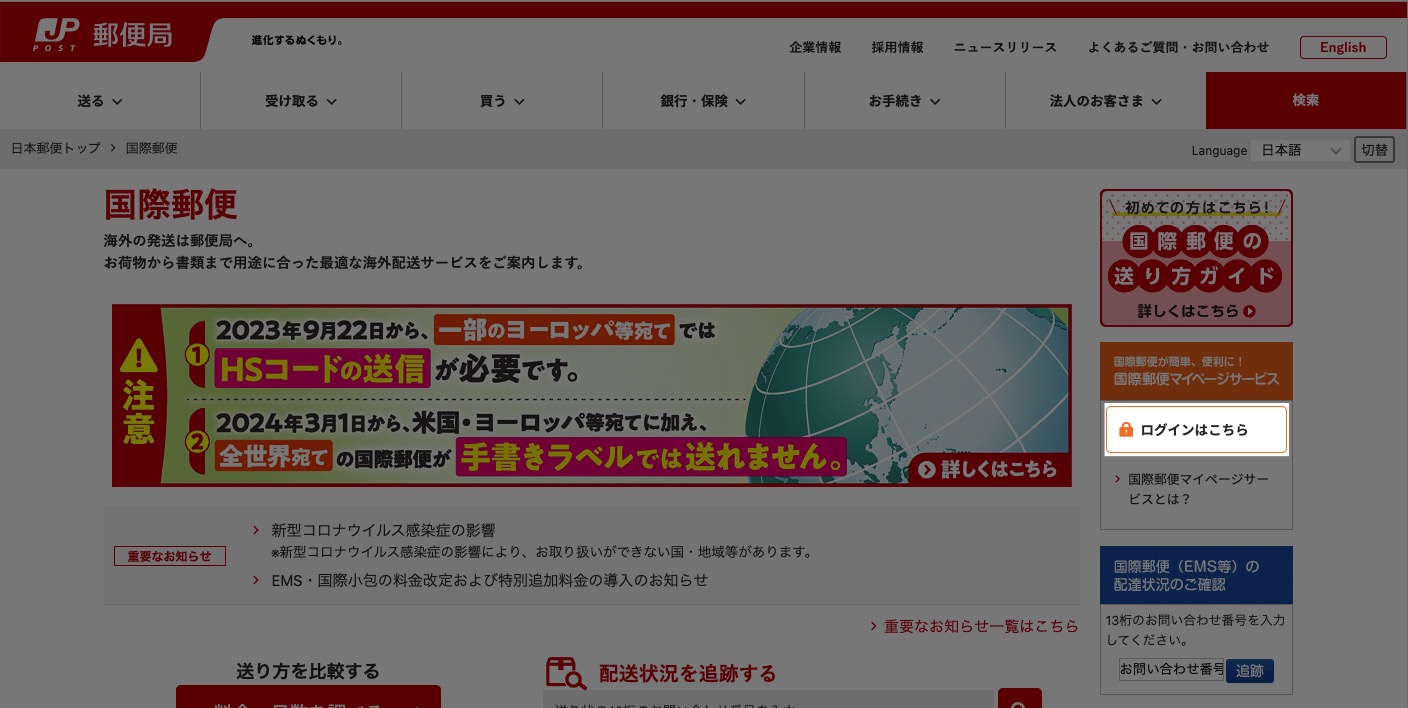 JP POST 郵便局
進化するぬくもり。
企業情報 採用情報 ニュースリリース よくあるご質問・お問い合わせ English
送る 受け取る 買う 銀行・保険 お手続き 法人のお客さま 検索
日本郵便トップ 国際郵便
Language 日本語 切替
国際郵便
海外の発送は郵便局へ。
お荷物から書類まで用途に合った最適な海外配送サービスをご案内します。
注意
① 2023年9月22日から、一部のヨーロッパ等宛てでは
HSコードの送信が必要です。
② 2024年3月1日から、米国・ヨーロッパ等宛てに加え、
全世界宛ての国際郵便が手書きラベルでは送れません。
詳しくはこちら
重要なお知らせ
新型コロナウイルス感染症の影響
※新型コロナウイルス感染症の影響により、お取り扱いができない国・地域等があります。
EMS・国際小包の料金改定および特別追加料金の導入のお知らせ
重要なお知らせ一覧はこちら
送り方を比較する
配送状況を追跡する
初めての方はこちら!
国際郵便の
送り方ガイド
詳しくはこちら
国際郵便が簡単、便利に!
国際郵便マイページサービス
ログインはこちら
国際郵便マイページサー
ビスとは？
国際郵便（EMS等）の
配達状況のご確認
13桁のお問い合わせ番号を入力
してください。
お問い合わせ番号 追跡